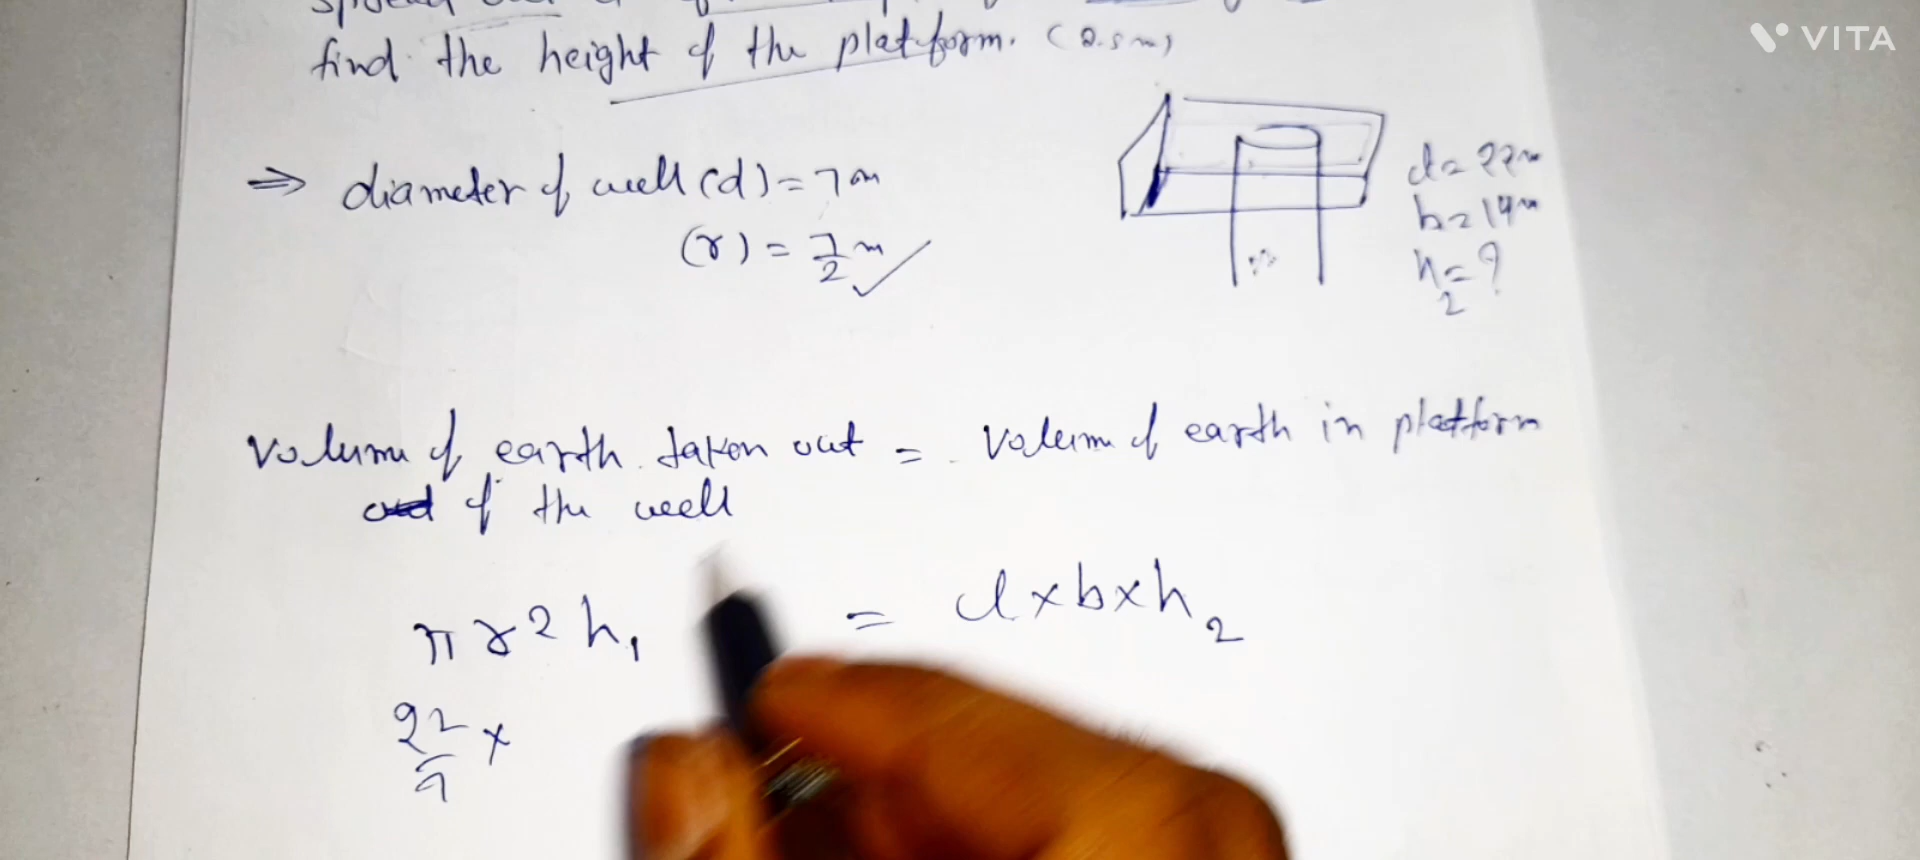 find the height of the platform. (2.5m)
⇒ diameter of well (d) = 7m
(r) = 7/2 m ✓
l = 22m
b = 14m
h2 = ?
Volume of earth taken out = Volume of earth in platform
of the well
πr2h1 = l×b×h2
22/7 ×
VITA